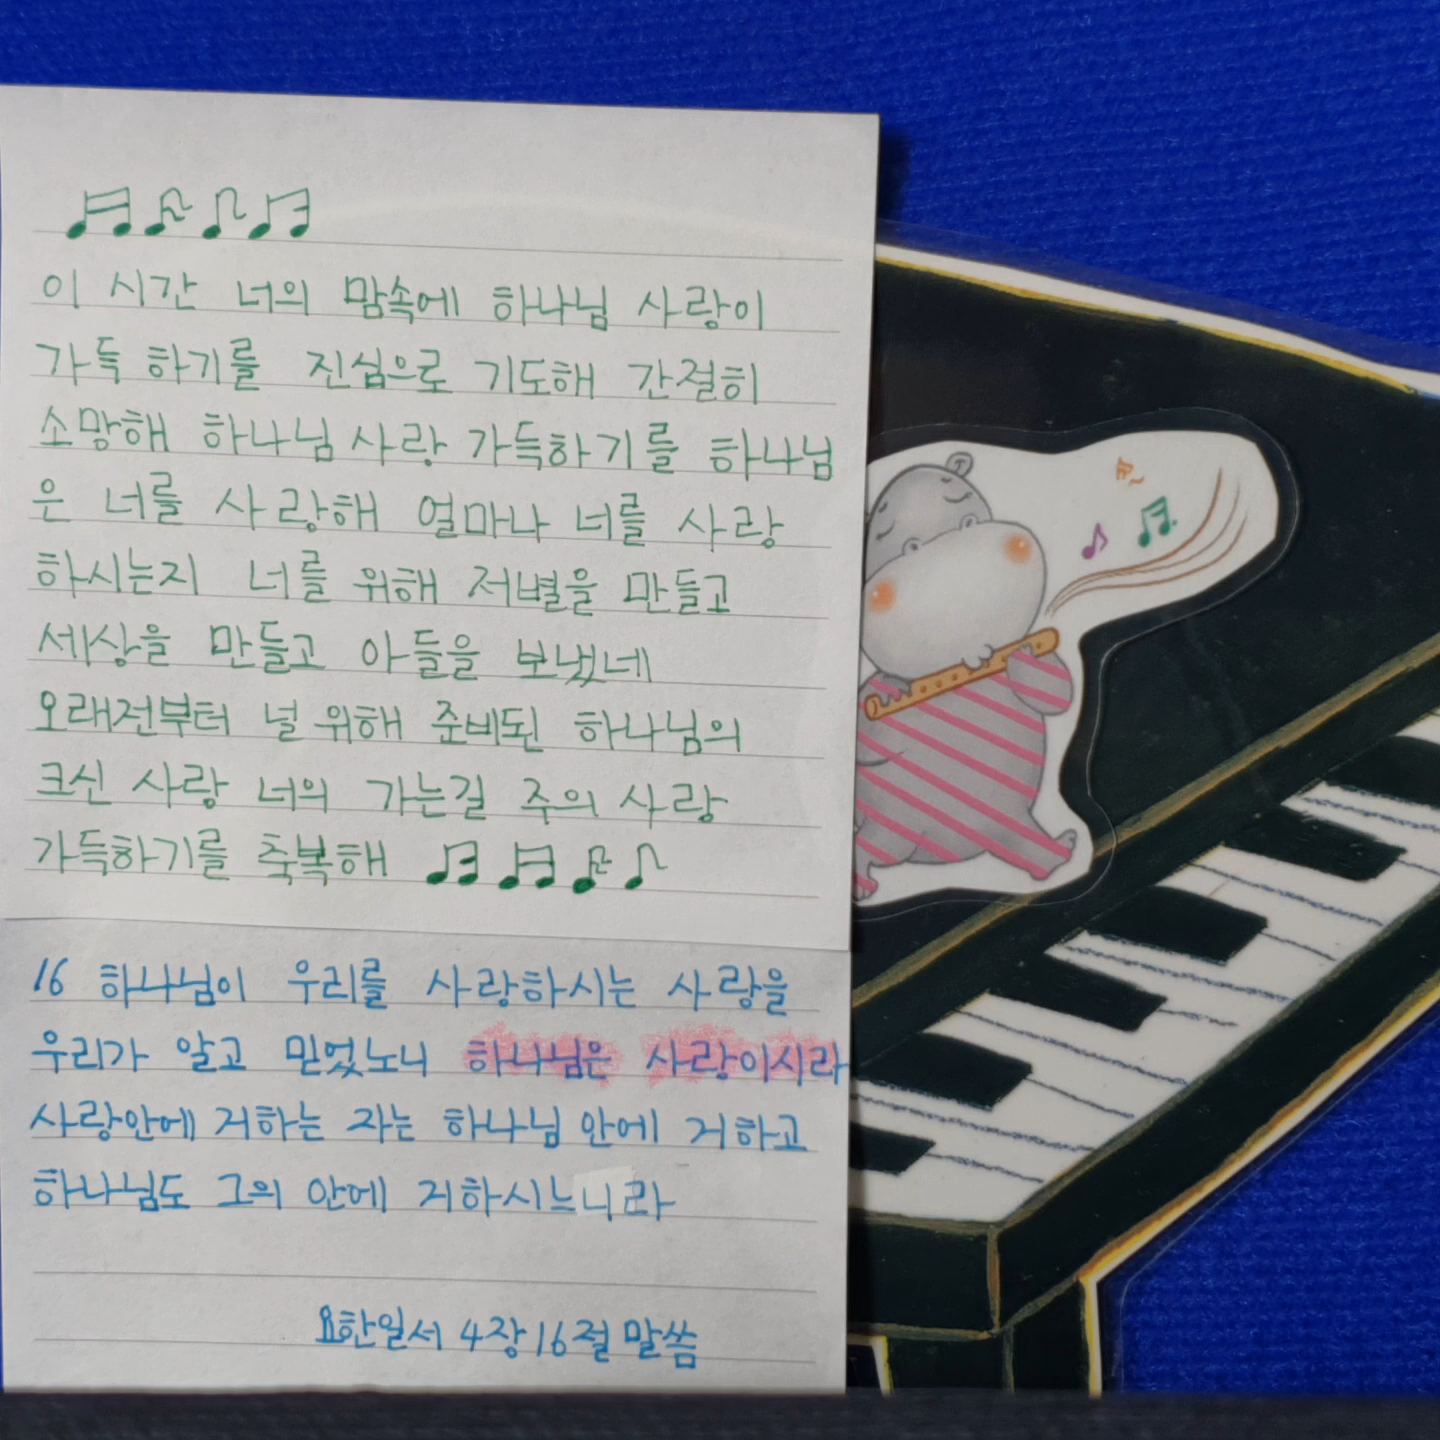 이 시간 너의 맘속에 하나님 사랑이
가득 하기를 진심으로 기도해 간절히
소망해 하나님 사랑 가득하기를 하나님
은 너를 사랑해 얼마나 너를 사랑
하시는지 너를 위해 저별을 만들고
세상을 만들고 아들을 보냈네
오래전부터 널 위해 준비된 하나님의
크신 사랑 너의 가는길 주의 사랑
가득하기를 축복해
16 하나님이 우리를 사랑하시는 사랑을
우리가 알고 믿었노니 하나님은 사랑이시라
사랑안에 거하는 자는 하나님 안에 거하고
하나님도 그의 안에 거하시느니라
요한일서 4장 16절 말씀